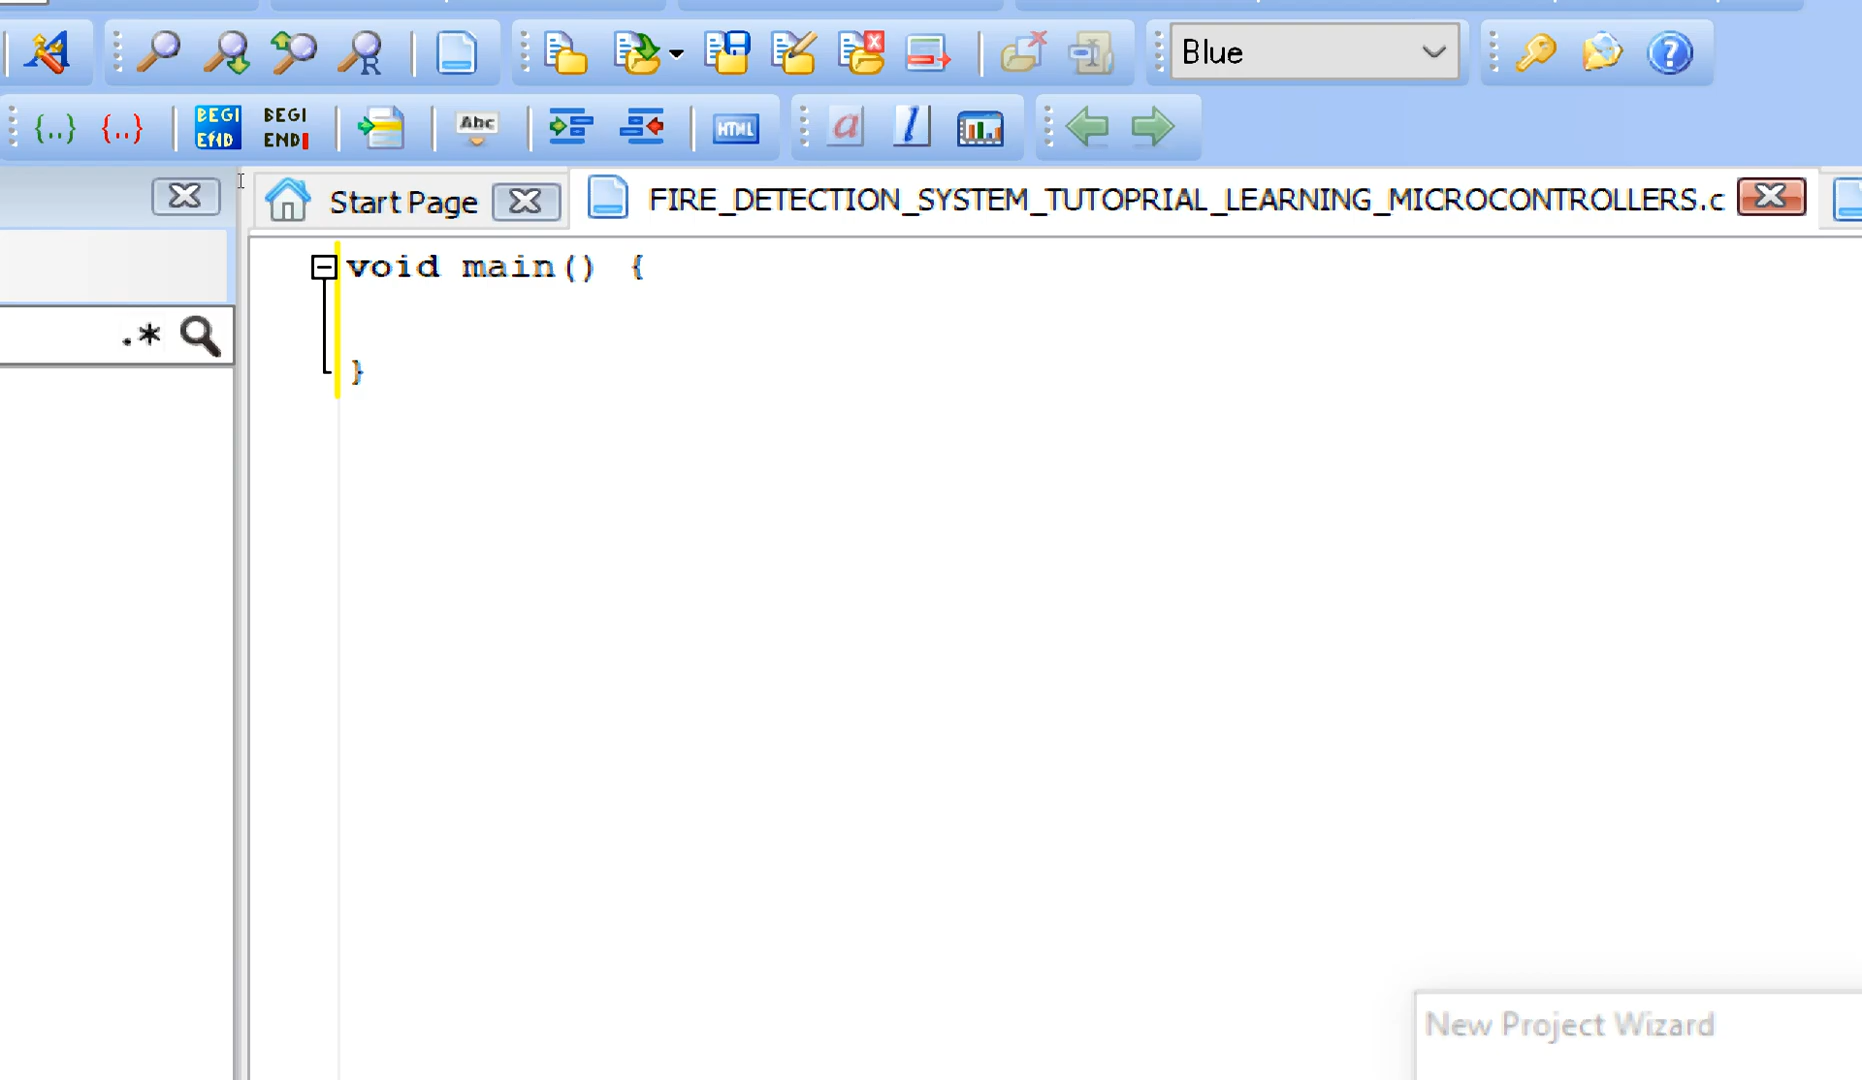 Blue
{..} {..} BEGI END BEGI END Abc HTML a l
Start Page FIRE_DETECTION_SYSTEM_TUTOPRIAL_LEARNING_MICROCONTROLLERS.c
void main() {
.*
}
New Project Wizard